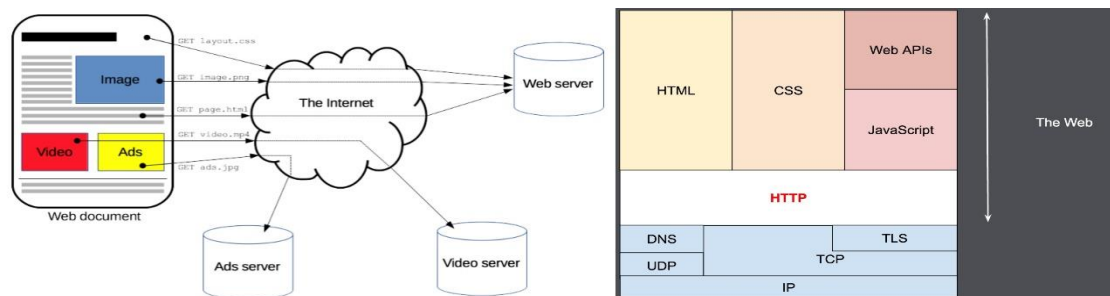 GET layout.css
Image
GET image.png
The Internet
Web server
GET page.html
GET video.mp4
Video
Ads
GET ads.jpg
Web document
Ads server
Video server
HTML
CSS
Web APIs
JavaScript
The Web
HTTP
DNS
TLS
UDP
TCP
IP